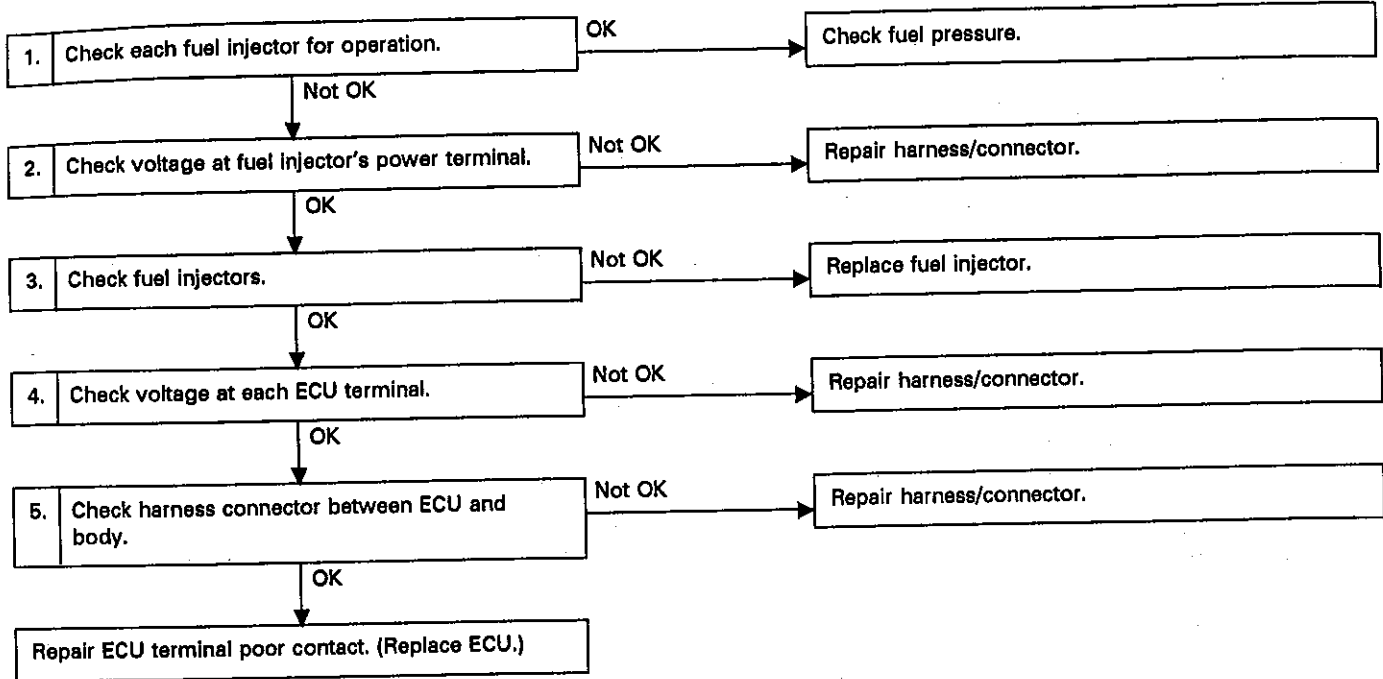 1. Check each fuel injector for operation.
OK
Check fuel pressure.
Not OK
2. Check voltage at fuel injector's power terminal.
Not OK
Repair harness/connector.
OK
3. Check fuel injectors.
Not OK
Replace fuel injector.
OK
4. Check voltage at each ECU terminal.
Not OK
Repair harness/connector.
OK
5. Check harness connector between ECU and
body.
Not OK
Repair harness/connector.
OK
Repair ECU terminal poor contact. (Replace ECU.)